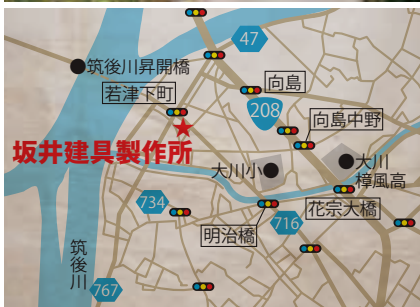 47
筑後川昇開橋
向島
若津下町
208
向島中野
坂井建具製作所
大川小
大川
樟風高
734
花宗大橋
明治橋
716
筑後川
767